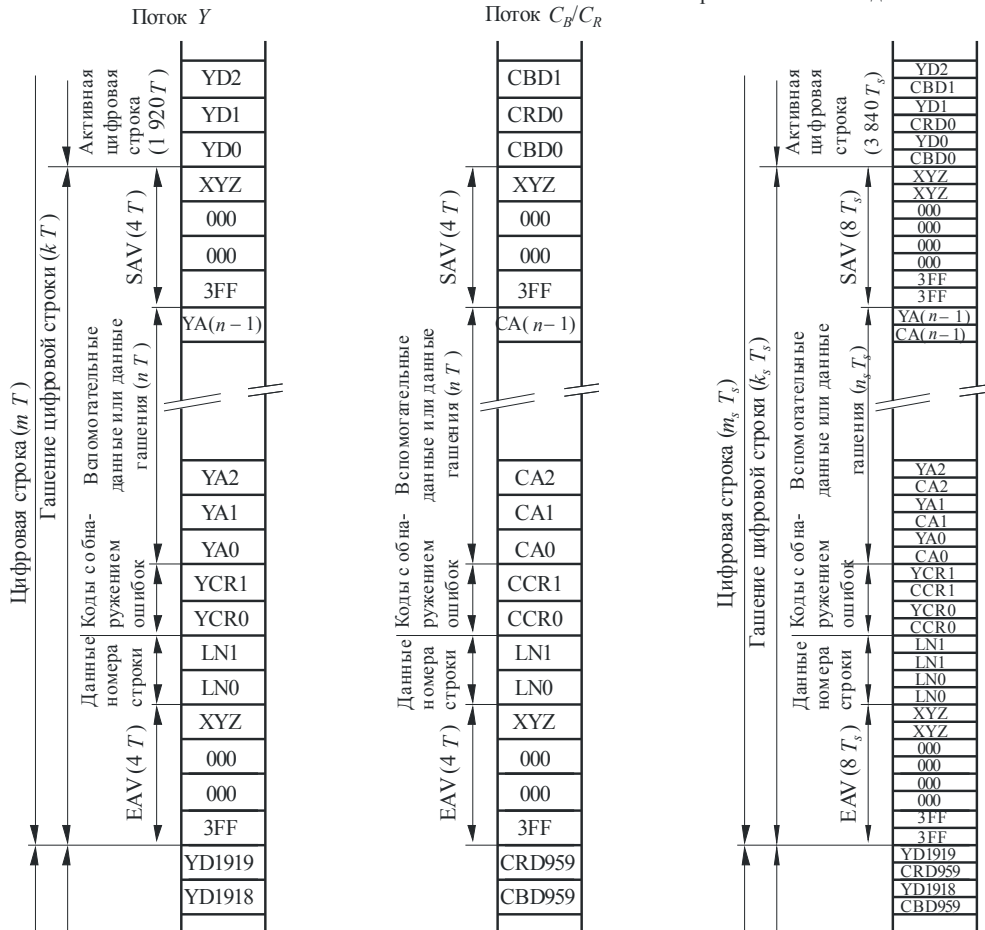 Поток Y
Активная
цифровая
строка
(1 920 T)
YD2
YD1
YD0
XYZ
000
000
3FF
YA(n – 1)
YA2
YA1
YA0
YCR1
YCR0
LN1
LN0
XYZ
000
000
3FF
YD1919
YD1918
SAV (4 T)
Вспомогательные
данные или данные
гашения (n T)
Коды с обна-
ружением
ошибок
Данные
номера
строки
EAV (4 T)
Гашение цифровой строки (k T)
Цифровая строка (m T)
Поток CB/CR
CBD1
CRD0
CBD0
XYZ
000
000
3FF
CA(n – 1)
CA2
CA1
CA0
CCR1
CCR0
LN1
LN0
XYZ
000
000
3FF
CRD959
CBD959
SAV (4 T)
Вспомогательные
данные или данные
гашения (n T)
Коды с обна-
ружением
ошибок
Данные
номера
строки
EAV (4 T)
Активная
цифровая
строка
(3 840 Ts)
YD2
CBD1
YD1
CRD0
YD0
CBD0
XYZ
XYZ
000
000
000
000
3FF
3FF
YA(n – 1)
CA(n – 1)
YA2
CA2
YA1
CA1
YA0
CA0
YCR1
CCR1
YCR0
CCR0
LN1
LN1
LN0
LN0
XYZ
XYZ
000
000
000
000
3FF
3FF
YD1919
CRD959
YD1918
CBD959
SAV (8 Ts)
Вспомогательные
данные или данные
гашения (ns Ts)
Коды с обна-
ружением
ошибок
Данные
номера
строки
EAV (8 Ts)
Гашение цифровой строки (ks Ts)
Цифровая строка (ms Ts)